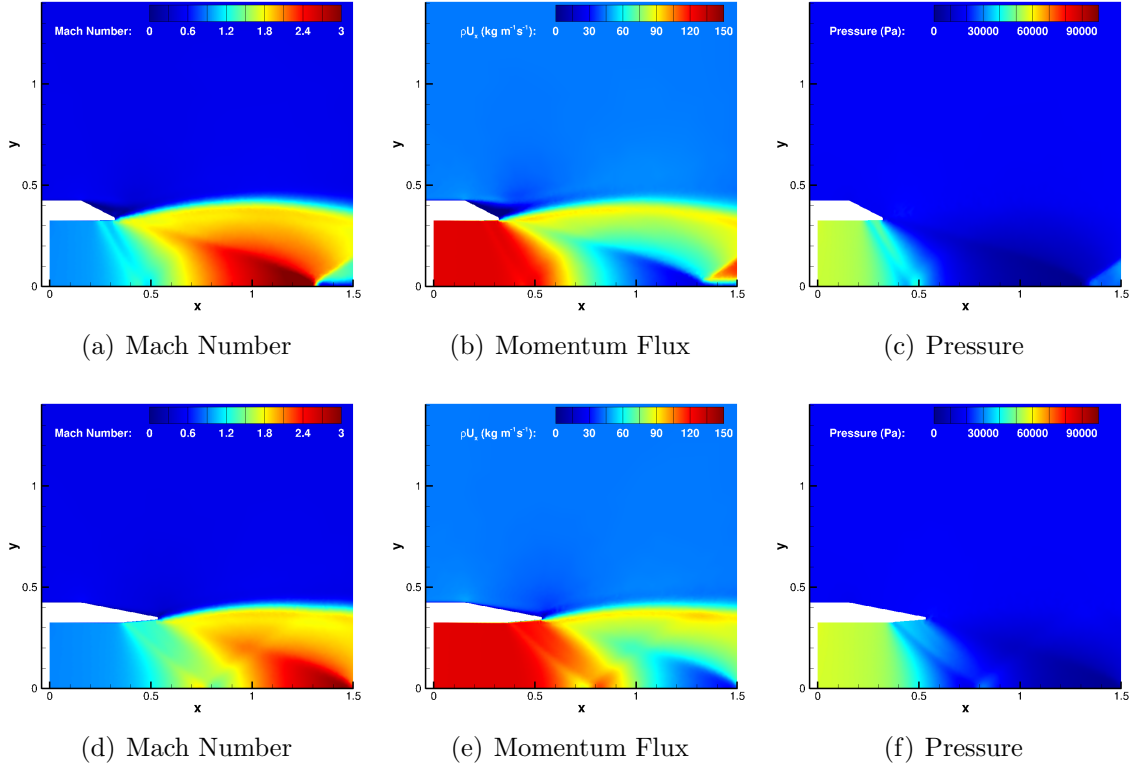 Mach Number: 0 0.6 1.2 1.8 2.4 3
y
1
0.5
0
0 0.5 1 1.5
x
(a) Mach Number
ρUₓ (kg m⁻¹s⁻¹): 0 30 60 90 120 150
y
1
0.5
0
0 0.5 1 1.5
x
(b) Momentum Flux
Pressure (Pa): 0 30000 60000 90000
y
1
0.5
0
0 0.5 1 1.5
x
(c) Pressure
Mach Number: 0 0.6 1.2 1.8 2.4 3
y
1
0.5
0
0 0.5 1 1.5
x
(d) Mach Number
ρUₓ (kg m⁻¹s⁻¹): 0 30 60 90 120 150
y
1
0.5
0
0 0.5 1 1.5
x
(e) Momentum Flux
Pressure (Pa): 0 30000 60000 90000
y
1
0.5
0
0 0.5 1 1.5
x
(f) Pressure